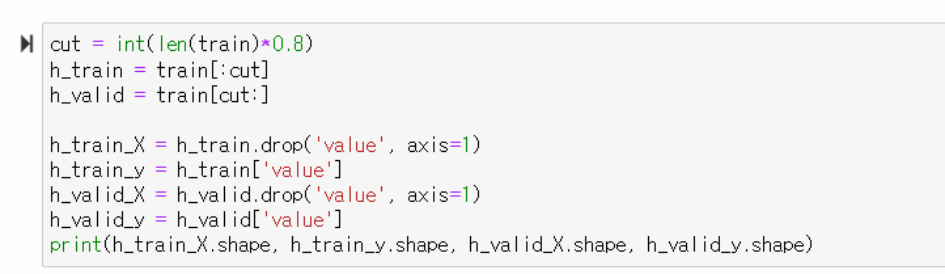 cut = int(len(train)*0.8)
h_train = train[:cut]
h_valid = train[cut:]
h_train_X = h_train.drop('value', axis=1)
h_train_y = h_train['value']
h_valid_X = h_valid.drop('value', axis=1)
h_valid_y = h_valid['value']
print(h_train_X.shape, h_train_y.shape, h_valid_X.shape, h_valid_y.shape)